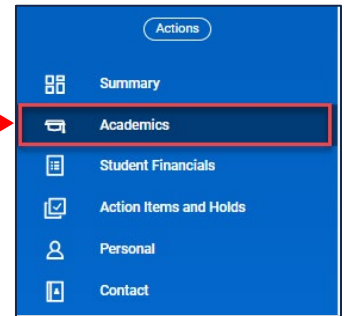 Actions
Summary
Academics
Student Financials
Action Items and Holds
Personal
Contact